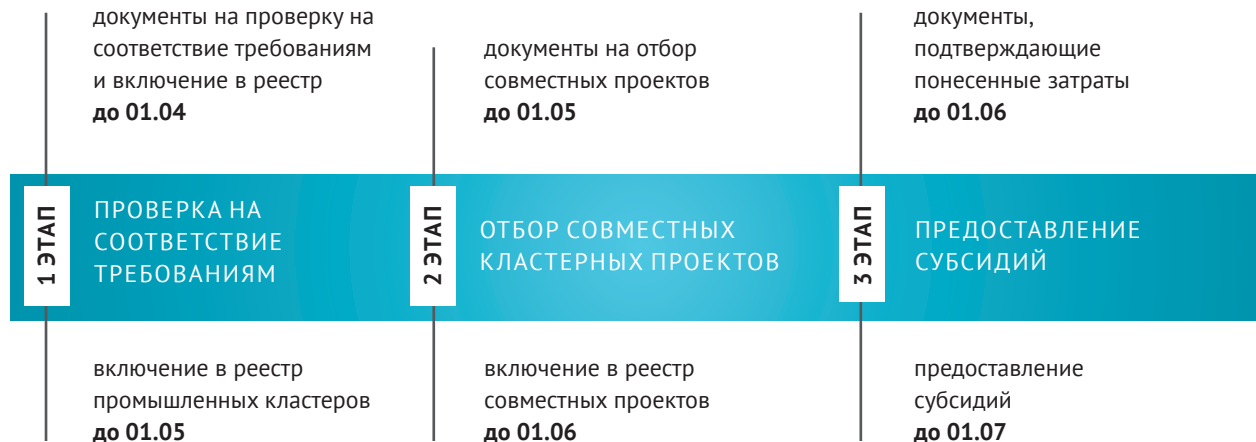 документы на проверку на
соответствие требованиям
и включение в реестр
до 01.04
документы на отбор
совместных проектов
до 01.05
документы,
подтверждающие
понесенные затраты
до 01.06
1 ЭТАП
ПРОВЕРКА НА
СООТВЕТСТВИЕ
ТРЕБОВАНИЯМ
2 ЭТАП
ОТБОР СОВМЕСТНЫХ
КЛАСТЕРНЫХ ПРОЕКТОВ
3 ЭТАП
ПРЕДОСТАВЛЕНИЕ
СУБСИДИЙ
включение в реестр
промышленных кластеров
до 01.05
включение в реестр
совместных проектов
до 01.06
предоставление
субсидий
до 01.07